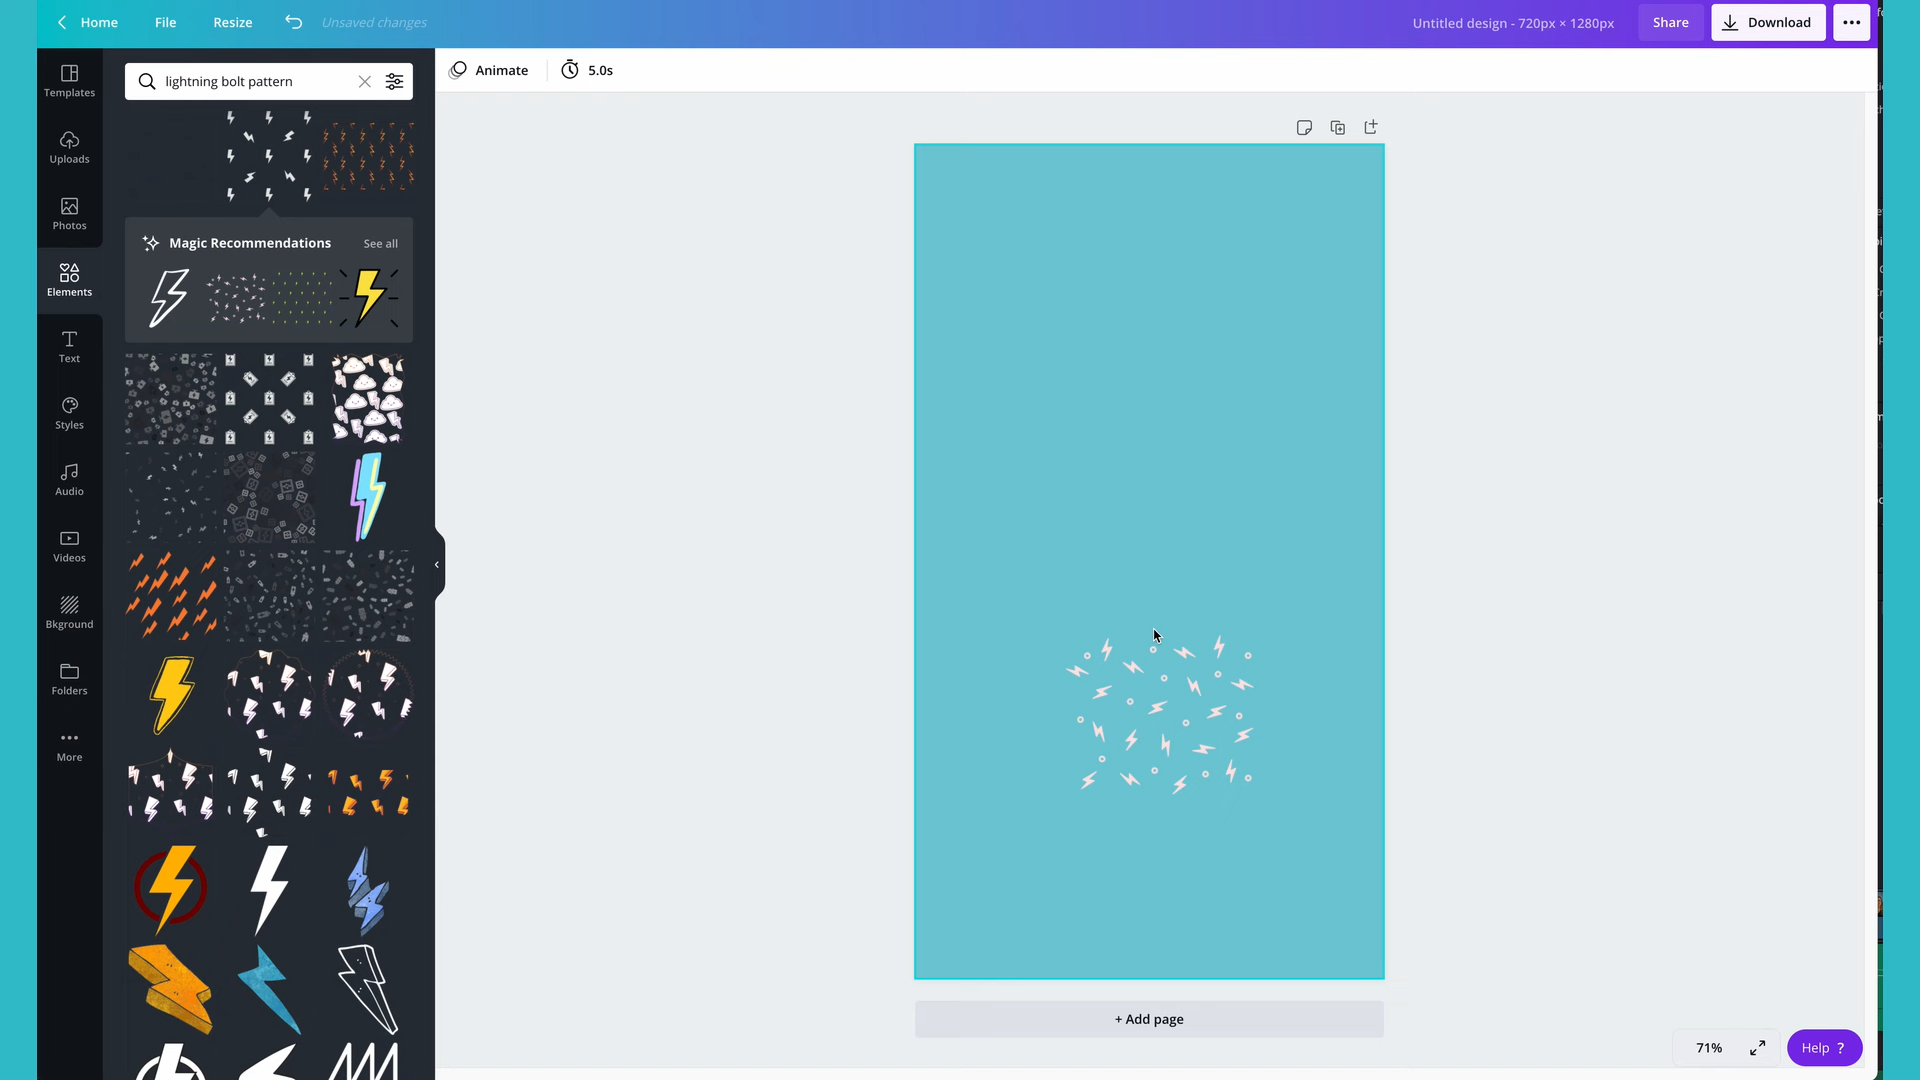 Home File Resize Unsaved changes Untitled design - 720px × 1280px Share Download
Templates
Uploads
Photos
Elements
Text
Styles
Audio
Videos
Bkground
Folders
More
lightning bolt pattern
Magic Recommendations See all
Animate 5.0s
+ Add page
71% Help ?